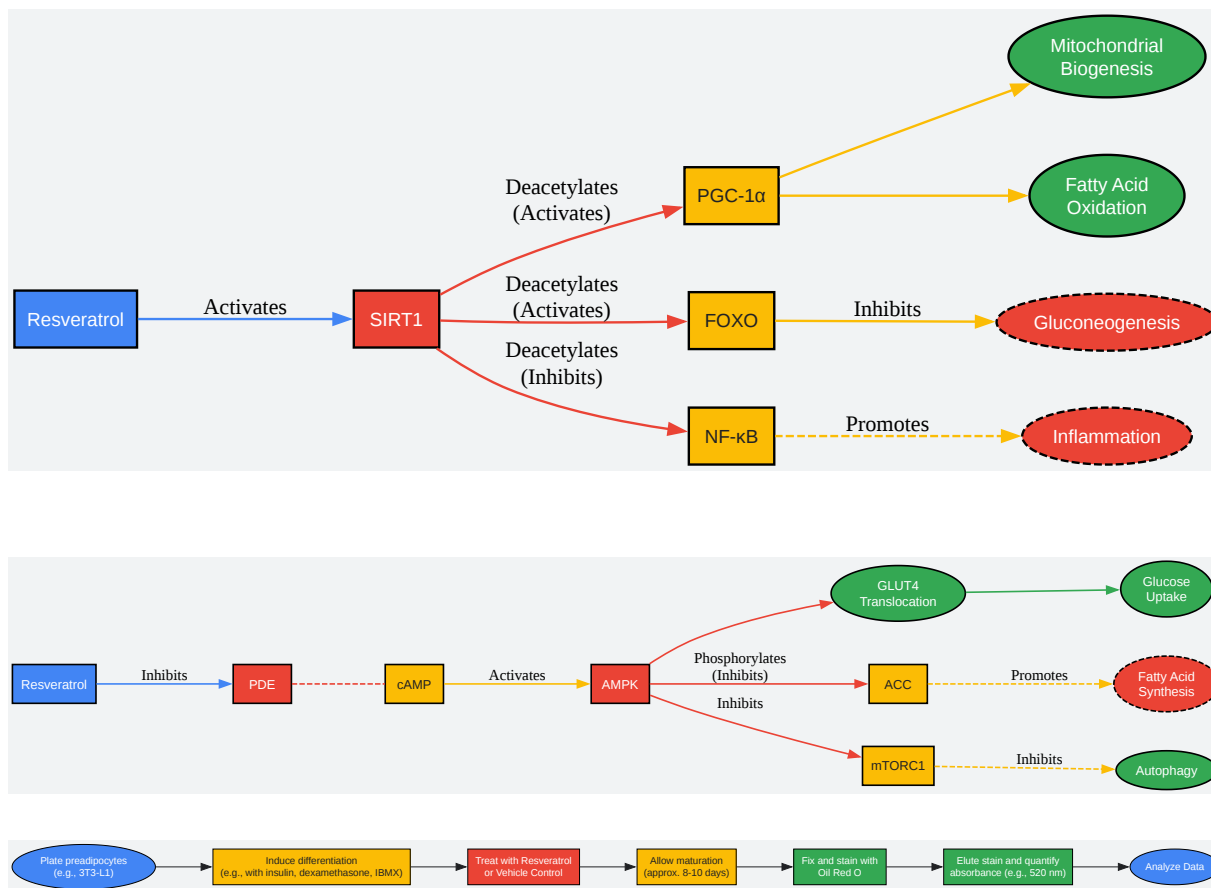 Mitochondrial
Biogenesis
Deacetylates
(Activates)
PGC-1α
Fatty Acid
Oxidation
Resveratrol
Activates
SIRT1
Deacetylates
(Activates)
FOXO
Inhibits
Gluconeogenesis
Deacetylates
(Inhibits)
NF-κB
Promotes
Inflammation
GLUT4
Translocation
Glucose
Uptake
Resveratrol
Inhibits
PDE
cAMP
Activates
AMPK
Phosphorylates
(Inhibits)
ACC
Promotes
Fatty Acid
Synthesis
Inhibits
mTORC1
Inhibits
Autophagy
Plate preadipocytes
(e.g., 3T3-L1)
Induce differentiation
(e.g., with insulin, dexamethasone, IBMX)
Treat with Resveratrol
or Vehicle Control
Allow maturation
(approx. 8-10 days)
Fix and stain with
Oil Red O
Elute stain and quantify
absorbance (e.g., 520 nm)
Analyze Data